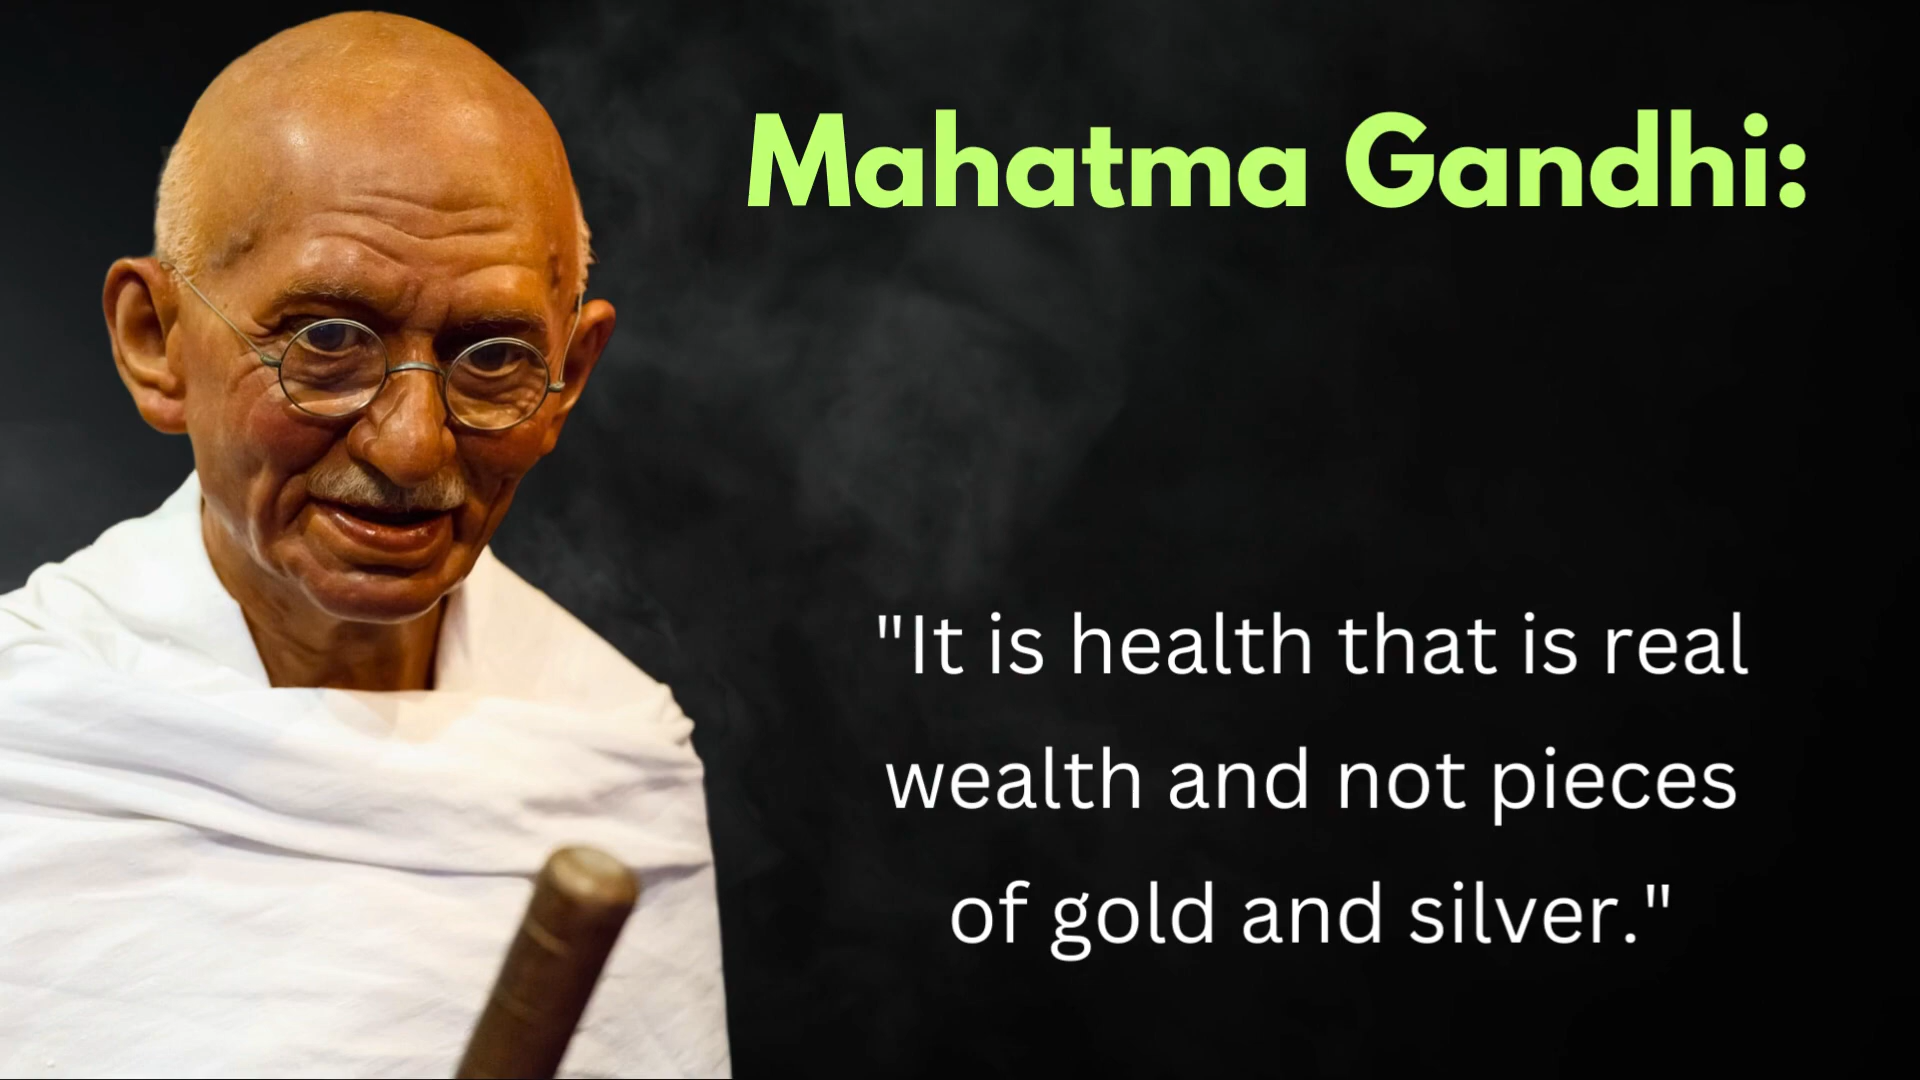 Mahatma Gandhi:
"It is health that is real
wealth and not pieces
of gold and silver."